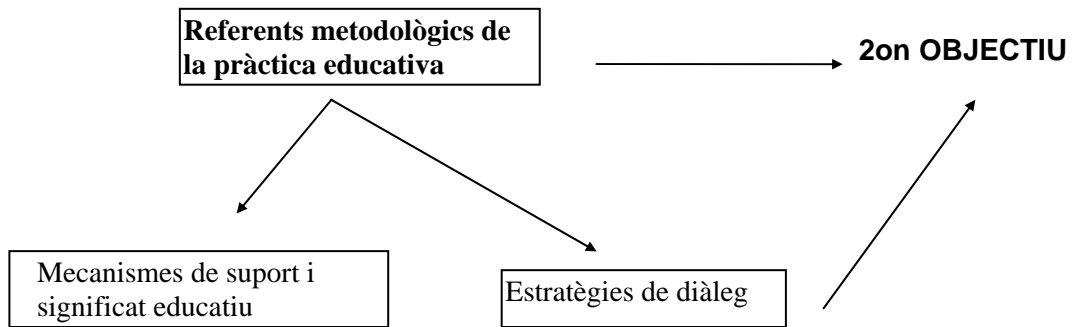 Referents metodològics de
la pràctica educativa
2on OBJECTIU
Mecanismes de suport i
significat educatiu
Estratègies de diàleg